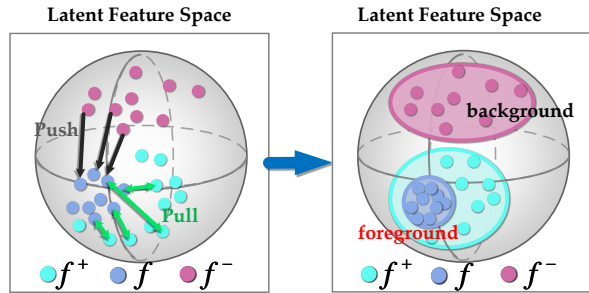 Latent Feature Space
Push
Pull
f+ f f−
Latent Feature Space
background
foreground
f+ f f−